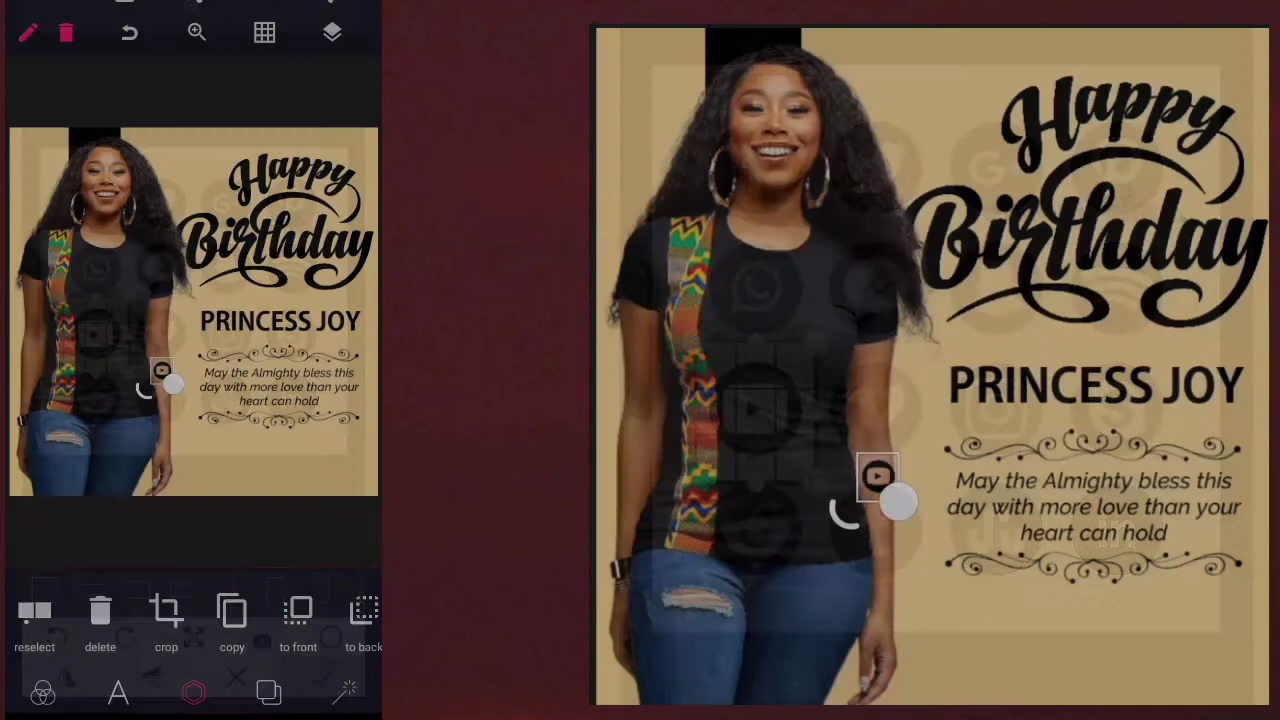 Happy
Birthday
PRINCESS JOY
May the Almighty bless this
day with more love than your
heart can hold
reselect
delete
crop
copy
to front
to back
Happy
Birthday
PRINCESS JOY
May the Almighty bless this
day with more love than your
heart can hold